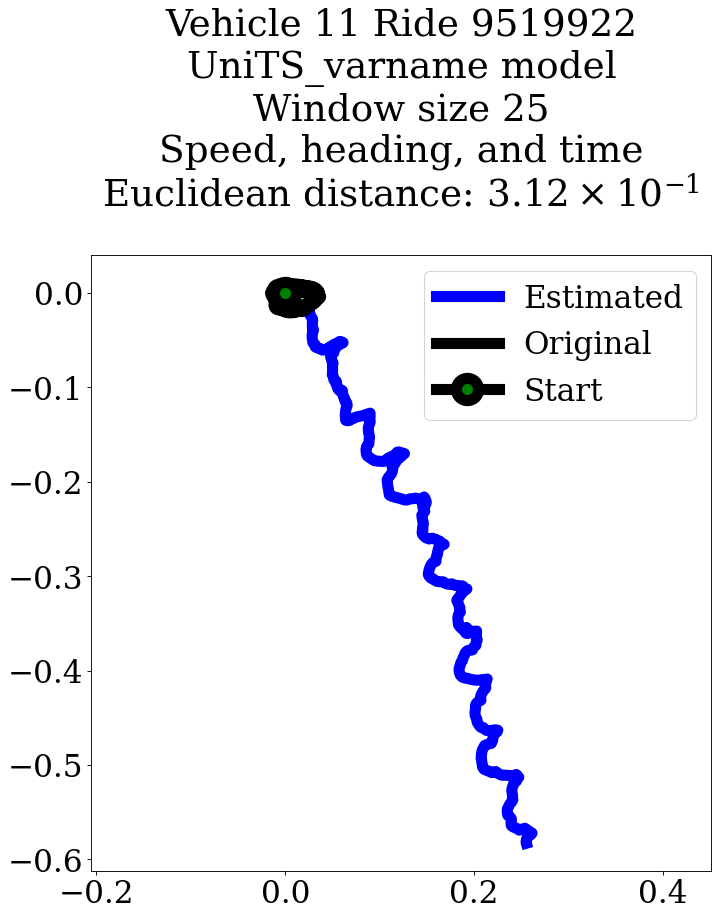 Vehicle 11 Ride 9519922
UniTS_varname model
Window size 25
Speed, heading, and time
Euclidean distance: 3.12 × 10⁻¹
Estimated
Original
Start
0.0
−0.1
−0.2
−0.3
−0.4
−0.5
−0.6
−0.2 0.0 0.2 0.4